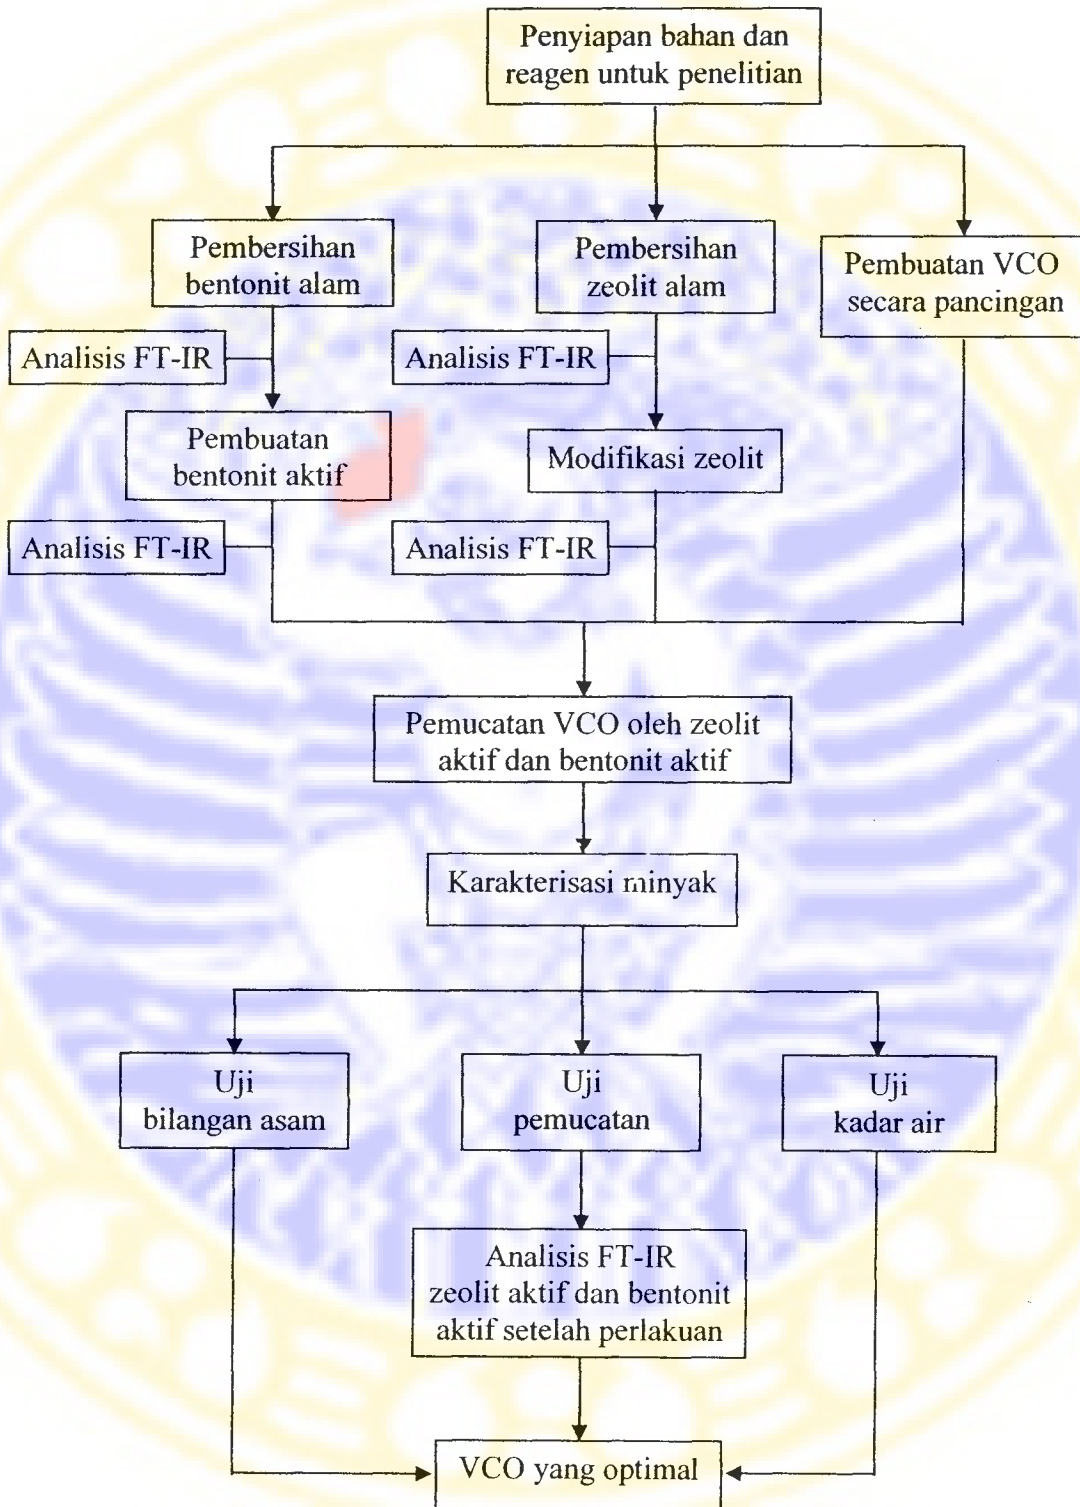 Penyiapan bahan dan
reagen untuk penelitian
Pembersihan
bentonit alam
Pembersihan
zeolit alam
Pembuatan VCO
secara pancingan
Analisis FT-IR
Analisis FT-IR
Pembuatan
bentonit aktif
Modifikasi zeolit
Analisis FT-IR
Analisis FT-IR
Pemucatan VCO oleh zeolit
aktif dan bentonit aktif
Karakterisasi minyak
Uji
bilangan asam
Uji
pemucatan
Uji
kadar air
Analisis FT-IR
zeolit aktif dan bentonit
aktif setelah perlakuan
VCO yang optimal